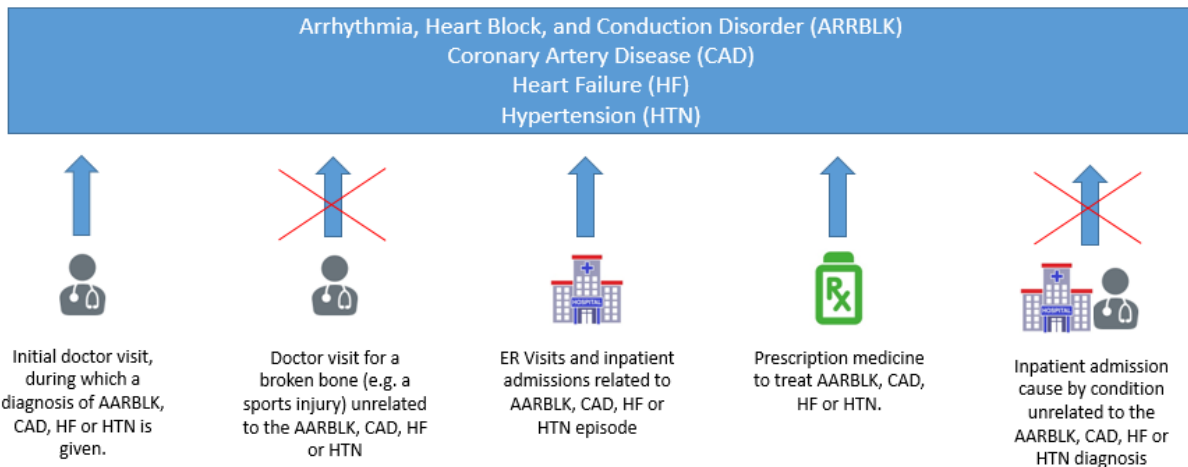 Arrhythmia, Heart Block, and Conduction Disorder (ARRBLK)
Coronary Artery Disease (CAD)
Heart Failure (HF)
Hypertension (HTN)
HOSPITAL
Rx
HOSPITAL
Initial doctor visit,
during which a
diagnosis of AARBLK,
CAD, HF or HTN is
given.
Doctor visit for a
broken bone (e.g. a
sports injury) unrelated
to the AARBLK, CAD, HF
or HTN
ER Visits and inpatient
admissions related to
AARBLK, CAD, HF or
HTN episode
Prescription medicine
to treat AARBLK, CAD,
HF or HTN.
Inpatient admission
cause by condition
unrelated to the
AARBLK, CAD, HF or
HTN diagnosis